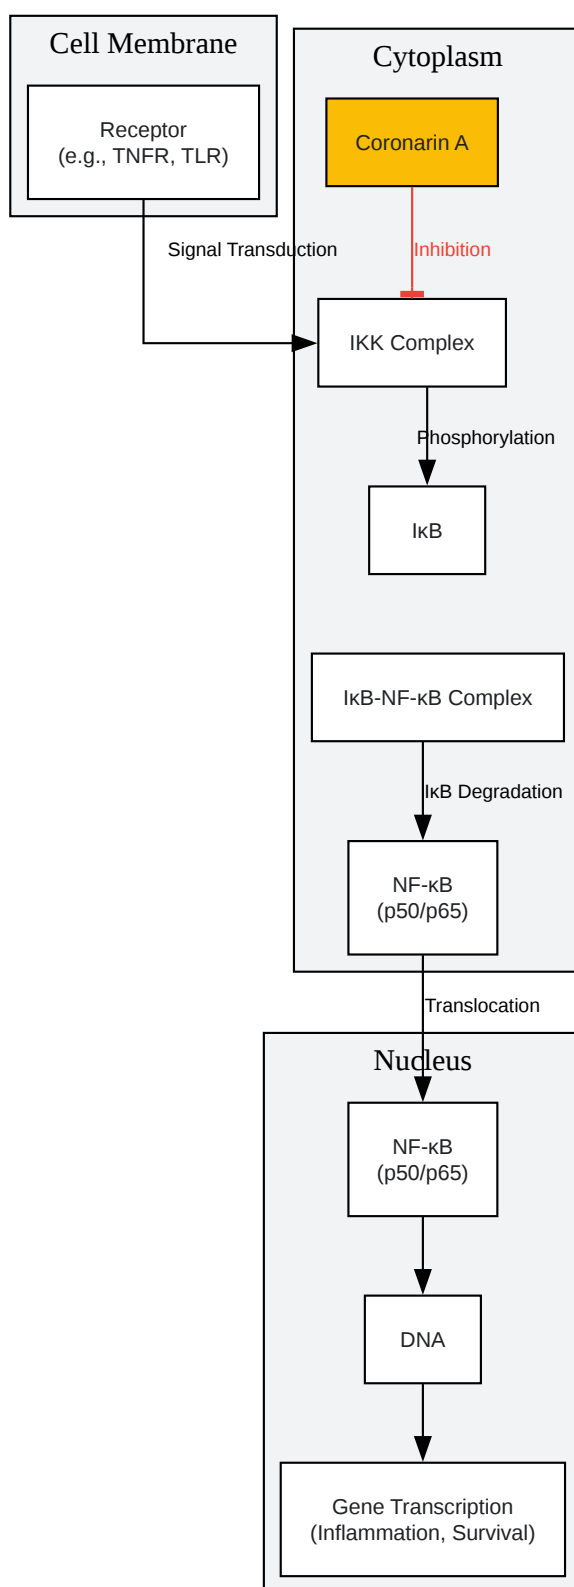 Cell Membrane
Receptor
(e.g., TNFR, TLR)
Cytoplasm
Coronarin A
Signal Transduction
Inhibition
IKK Complex
Phosphorylation
IκB
IκB-NF-κB Complex
IκB Degradation
NF-κB
(p50/p65)
Translocation
Nucleus
NF-κB
(p50/p65)
DNA
Gene Transcription
(Inflammation, Survival)